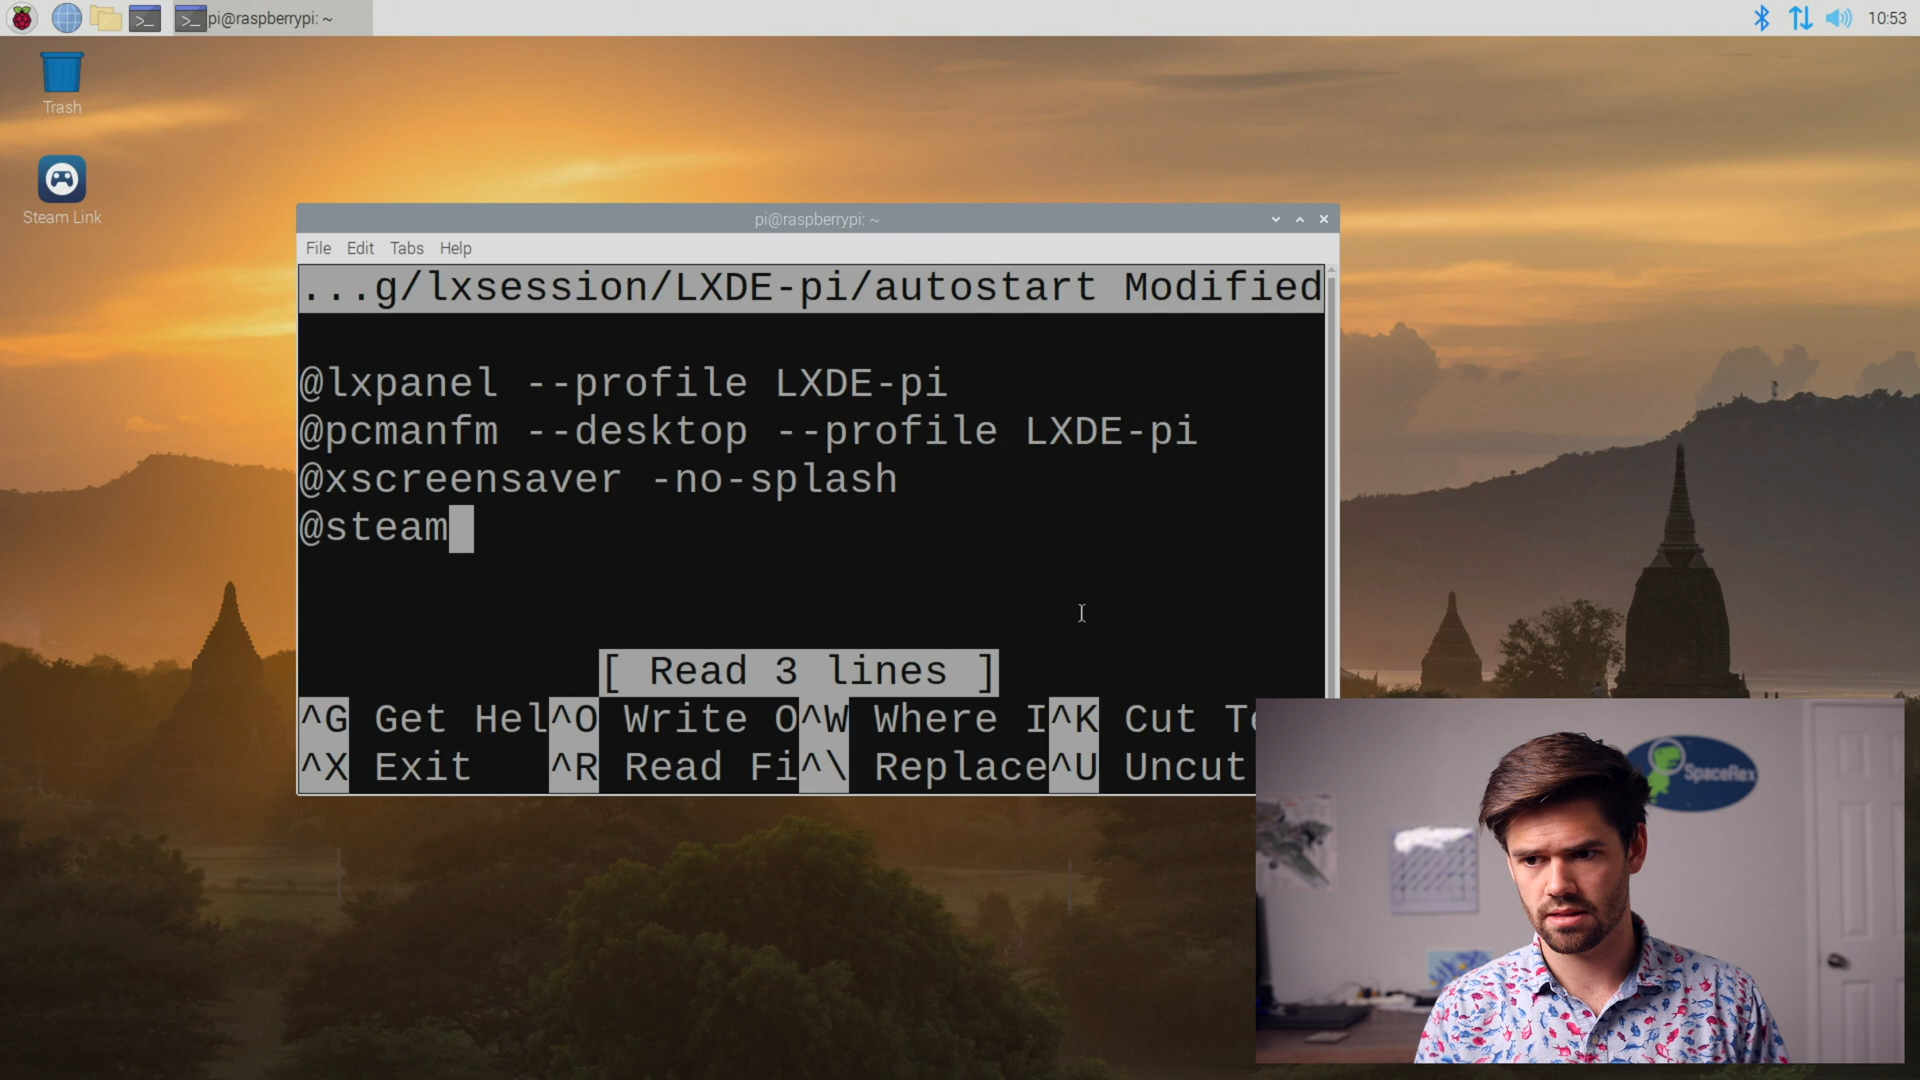 pi@raspberrypi: ~
10:53
Trash
Steam Link
pi@raspberrypi: ~
File Edit Tabs Help
...g/lxsession/LXDE-pi/autostart Modified
@lxpanel --profile LXDE-pi
@pcmanfm --desktop --profile LXDE-pi
@xscreensaver -no-splash
@steam
[ Read 3 lines ]
^G Get Hel^O Write O^W Where I^K Cut Te
^X Exit ^R Read Fi^\ Replace^U Uncut
SpaceRex